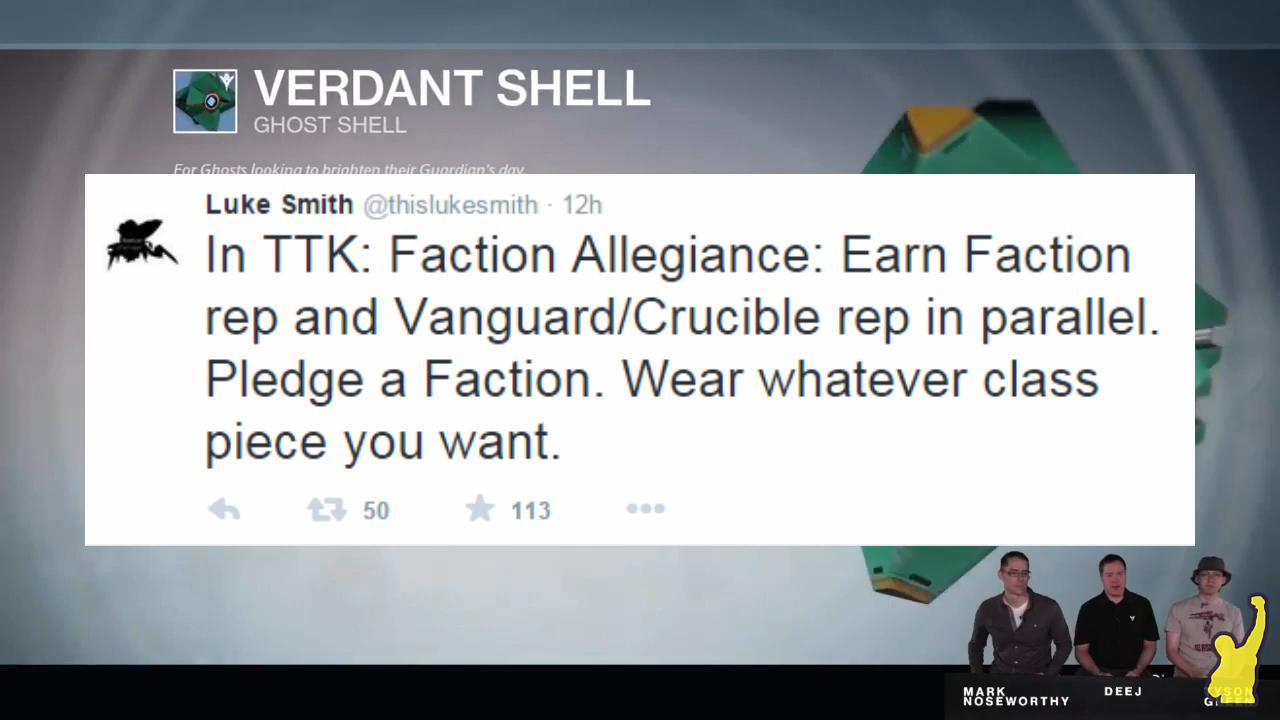 VERDANT SHELL
GHOST SHELL
For Ghosts looking to brighten their Guardian's day.
Luke Smith @thislukesmith · 12h
In TTK: Faction Allegiance: Earn Faction
rep and Vanguard/Crucible rep in parallel.
Pledge a Faction. Wear whatever class
piece you want.
50 113
MARK
NOSEWORTHY
DEEJ